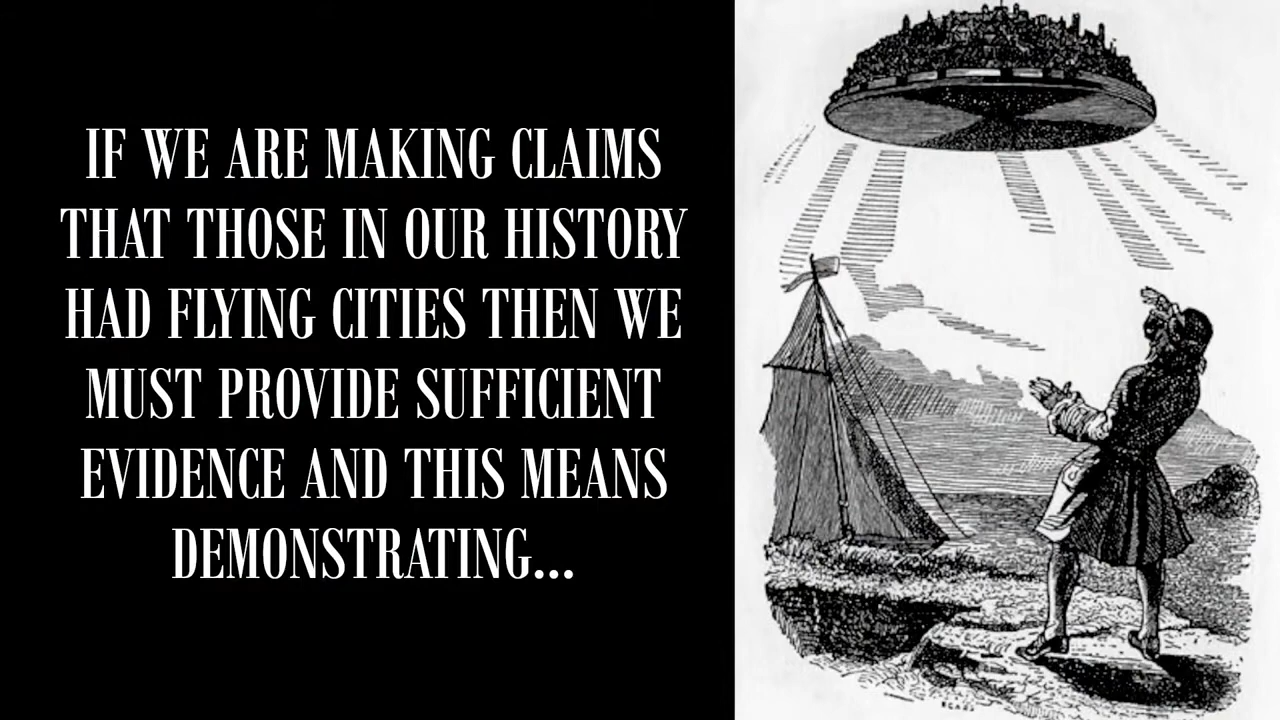 IF WE ARE MAKING CLAIMS
THAT THOSE IN OUR HISTORY
HAD FLYING CITIES THEN WE
MUST PROVIDE SUFFICIENT
EVIDENCE AND THIS MEANS
DEMONSTRATING...